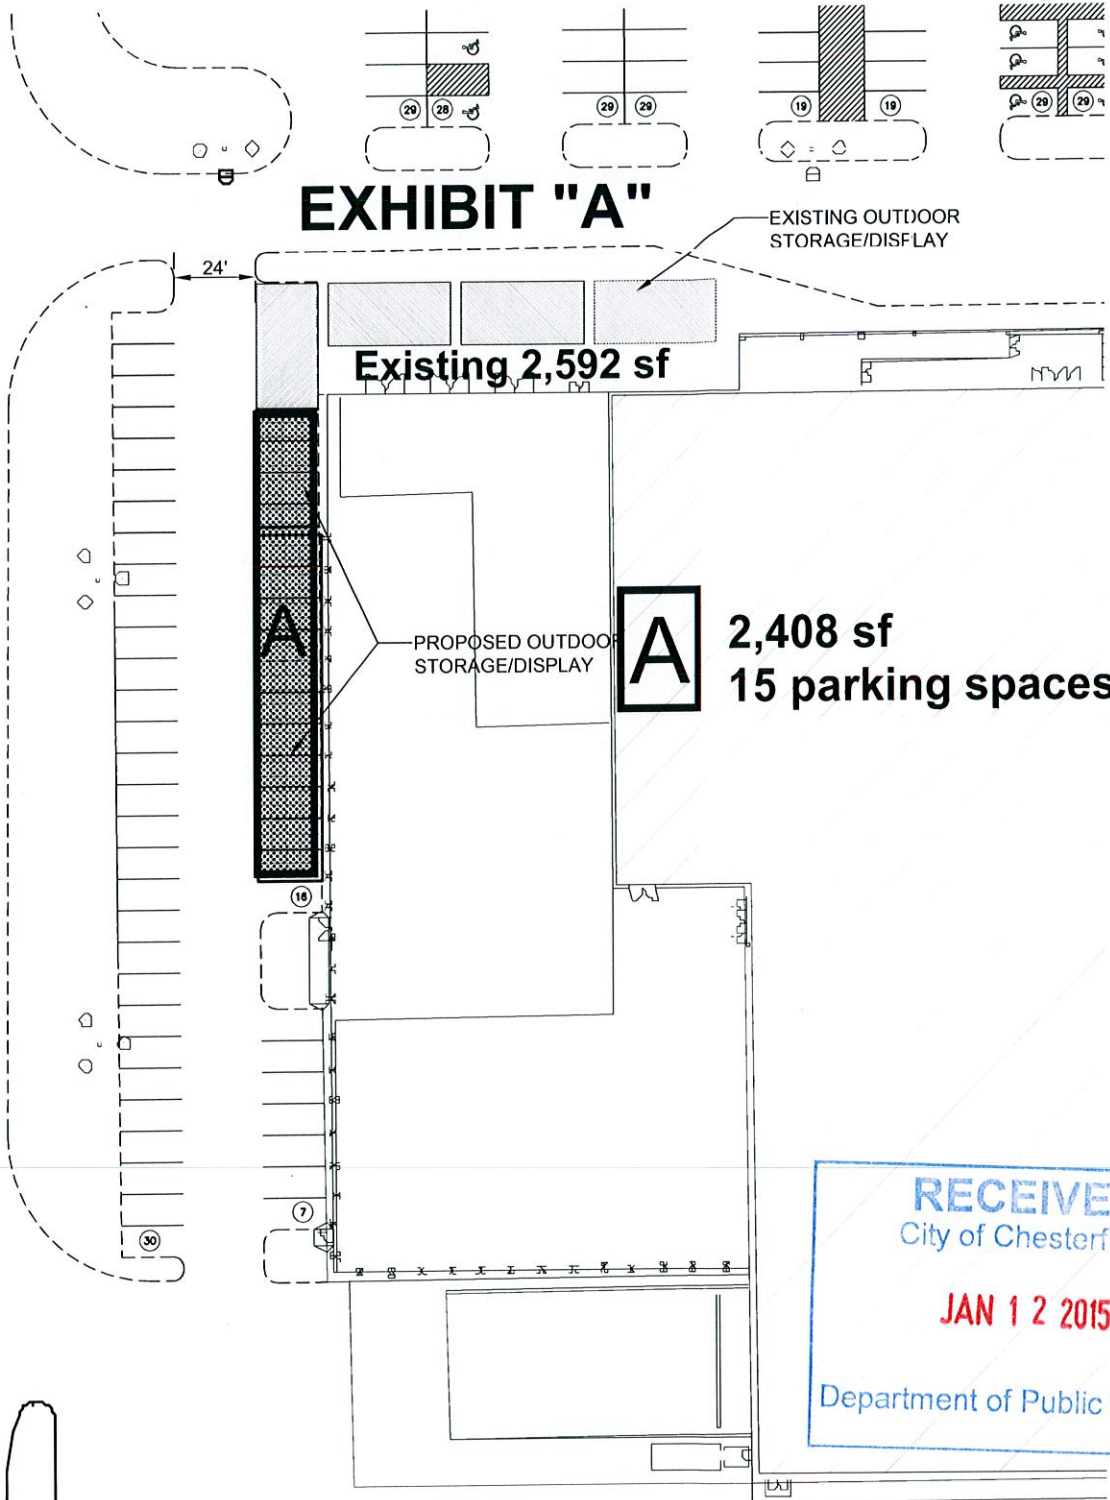 29 28
29 29
19 19
29 29
EXHIBIT "A"
EXISTING OUTDOOR
STORAGE/DISPLAY
24'
Existing 2,592 sf
A
PROPOSED OUTDOOR
STORAGE/DISPLAY
A
2,408 sf
15 parking spaces
16
7
30
RECEIVE
City of Chesterf
JAN 1 2 2015
Department of Public